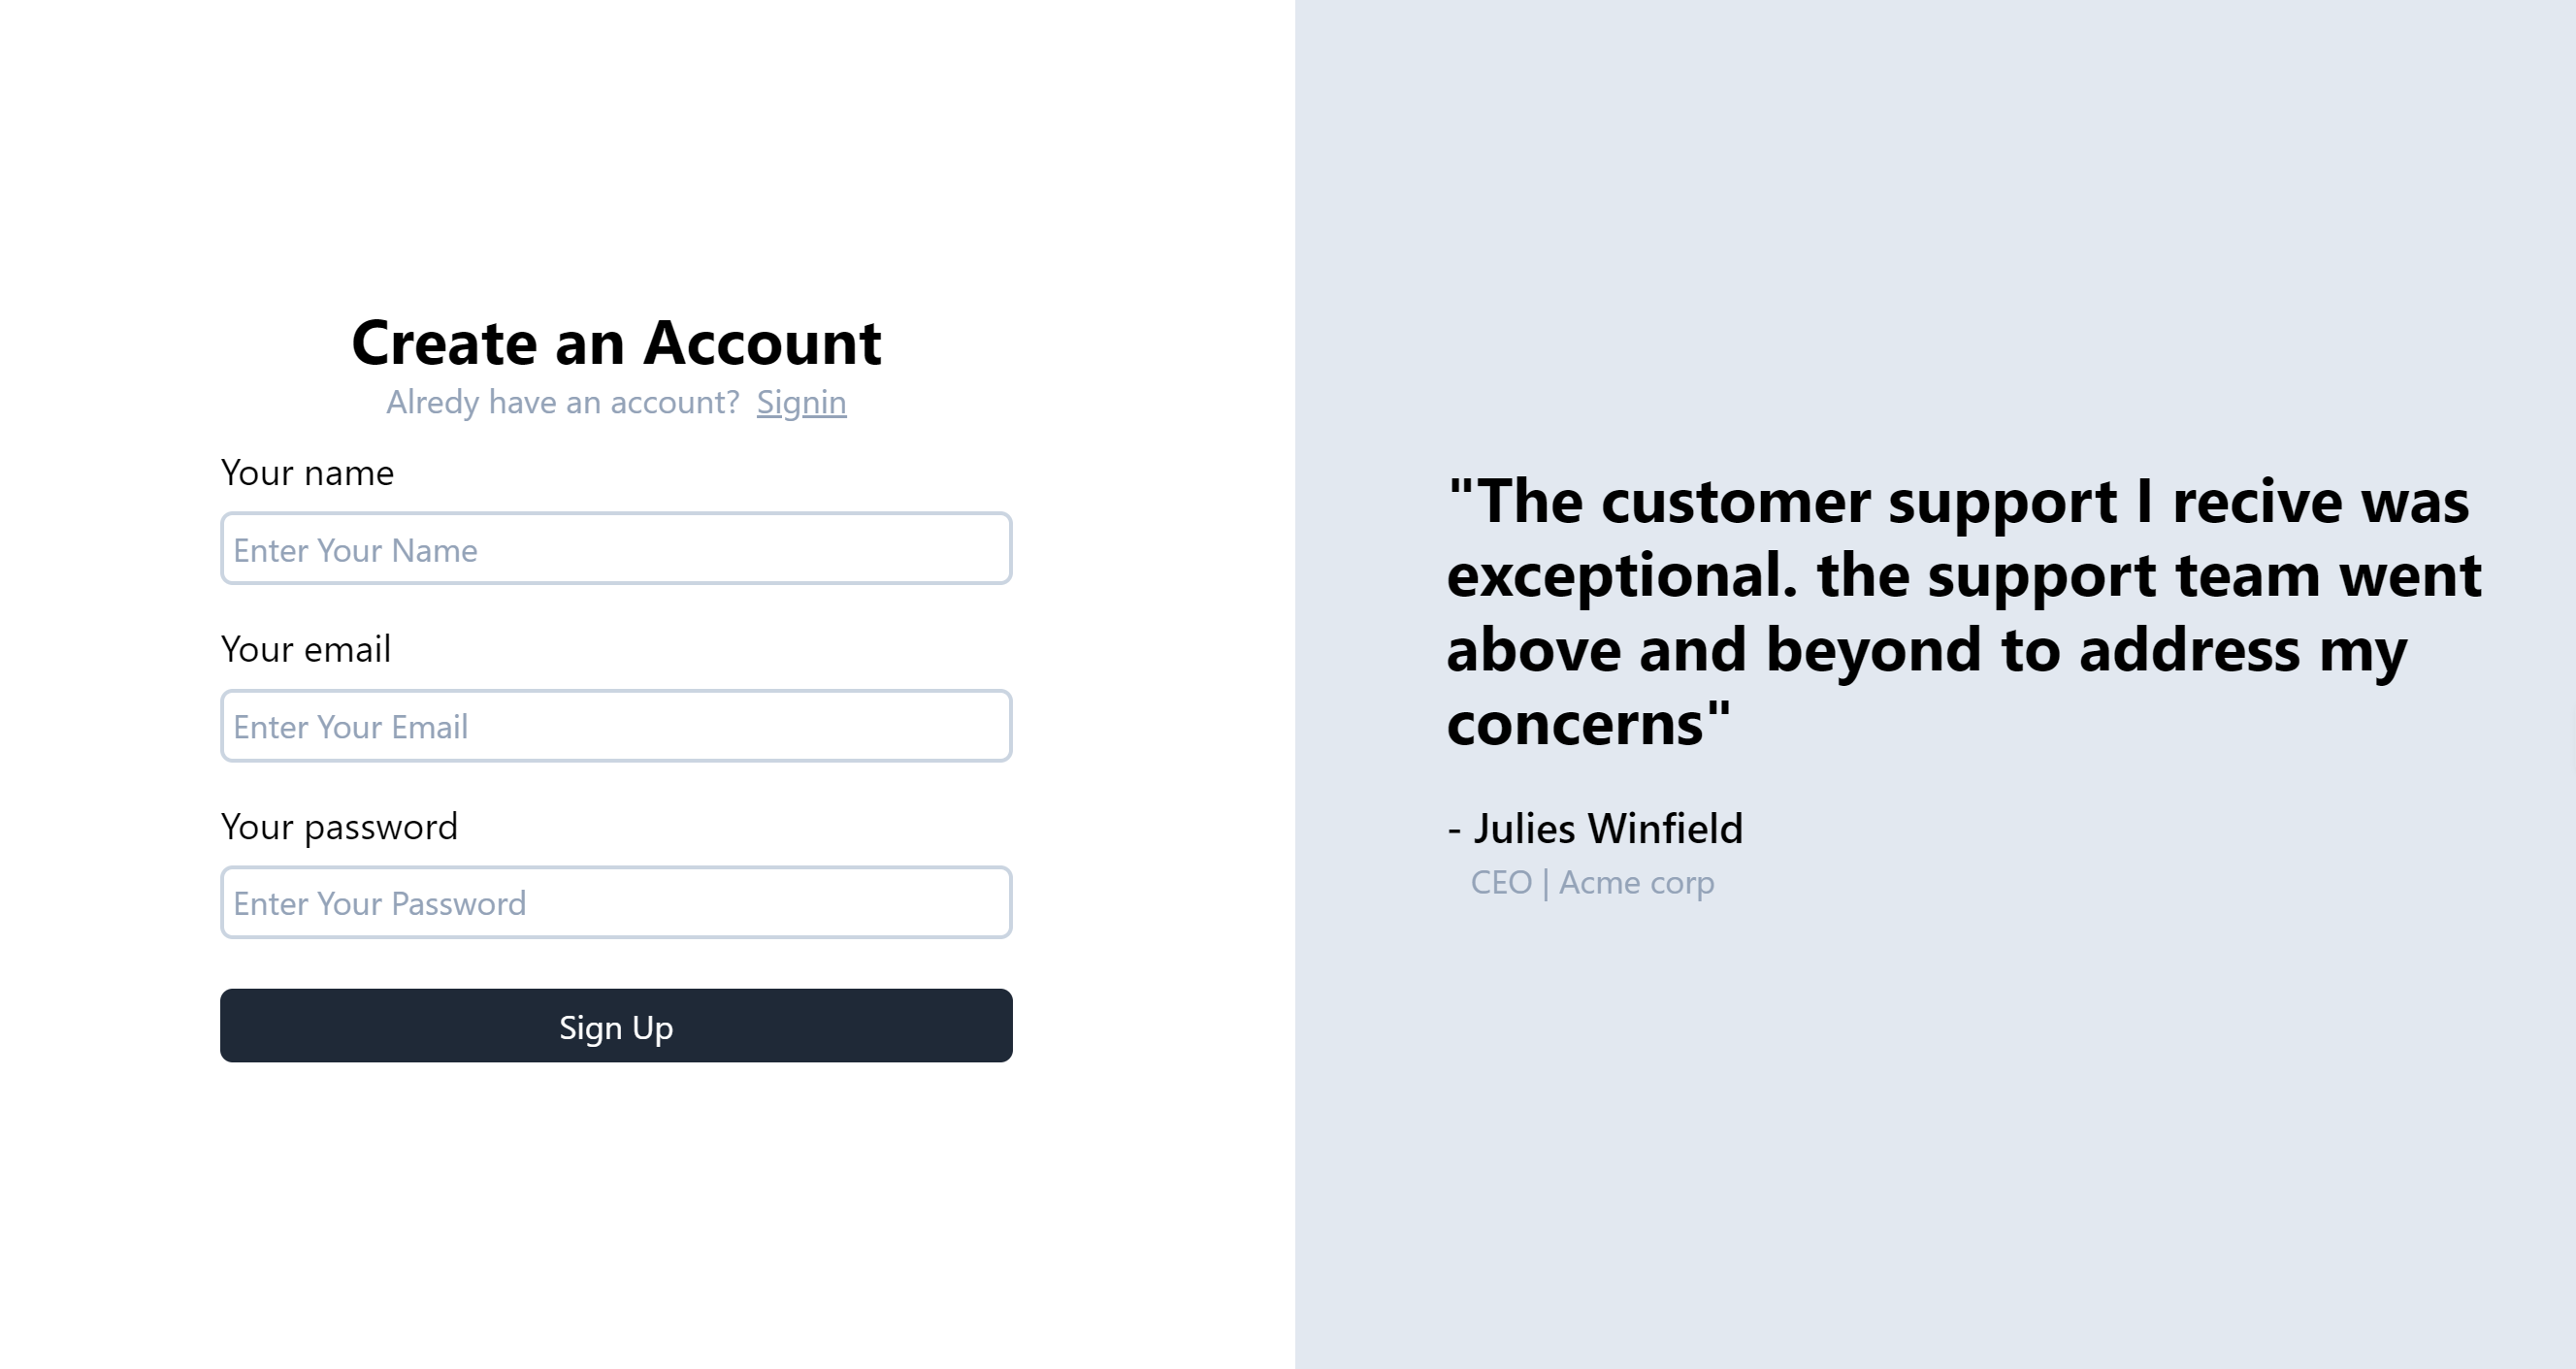 Create an Account
Alredy have an account? Signin
Your name
Enter Your Name
Your email
Enter Your Email
Your password
Enter Your Password
Sign Up
"The customer support I recive was
exceptional. the support team went
above and beyond to address my
concerns"
- Julies Winfield
CEO | Acme corp